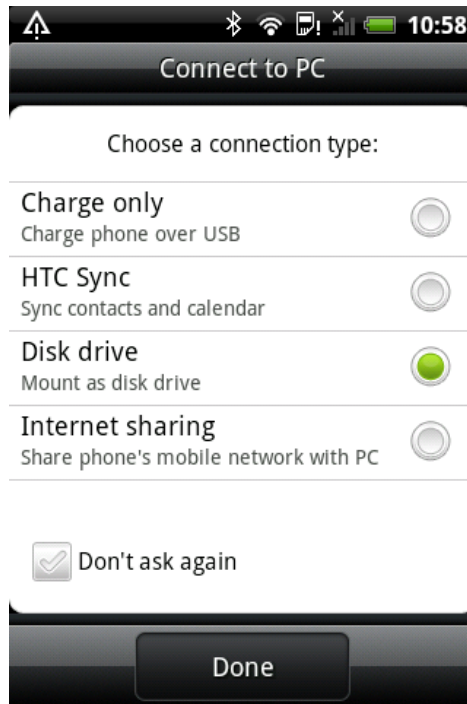 10:58
Connect to PC
Choose a connection type:
Charge only
Charge phone over USB
HTC Sync
Sync contacts and calendar
Disk drive
Mount as disk drive
Internet sharing
Share phone's mobile network with PC
Don't ask again
Done